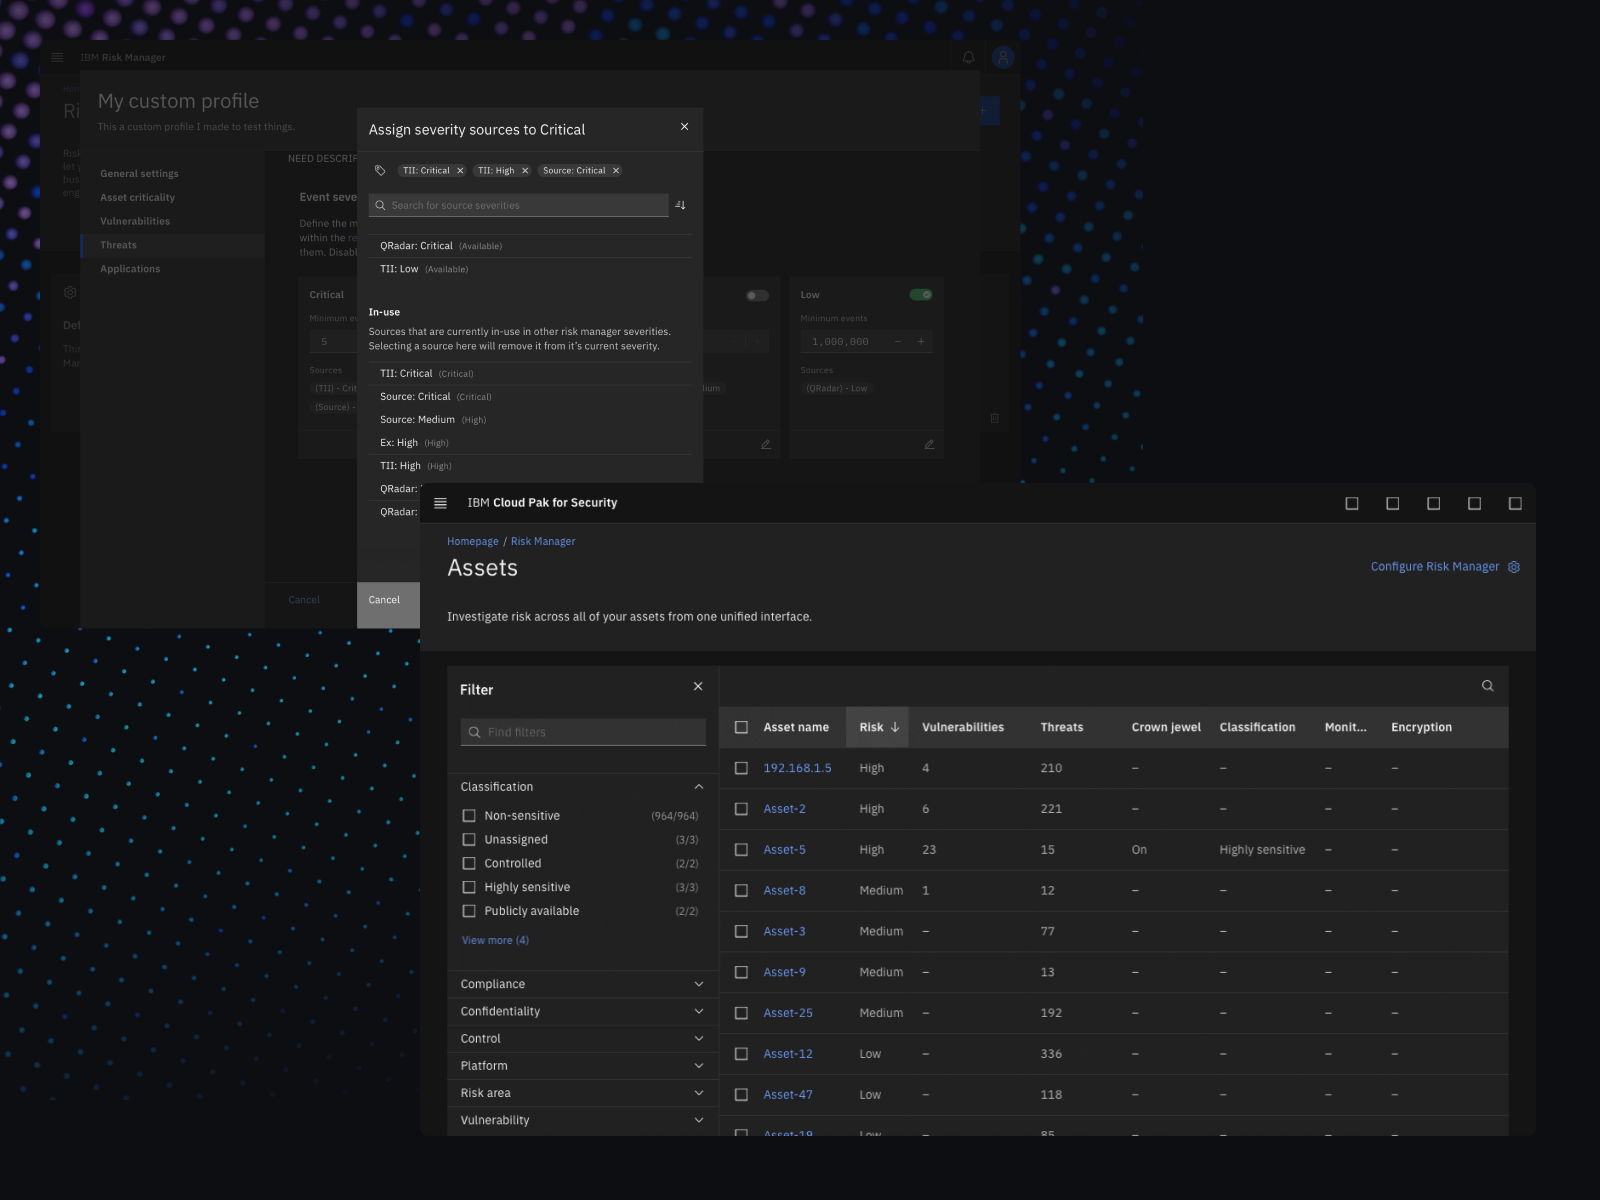 IBM Risk Manager
My custom profile
This a custom profile I made to test things.
General settings
Asset criticality
Vulnerabilities
Threats
Applications
NEED DESCRIP
Event seve
Define the m
within the re
them. Disabl
Critical
Minimum ev
5
Sources
(TII) - Crit
(Source) -
Cancel
Assign severity sources to Critical
TII: Critical
TII: High
Source: Critical
Search for source severities
QRadar: Critical (Available)
TII: Low (Available)
In-use
Sources that are currently in-use in other risk manager severities.
Selecting a source here will remove it from it's current severity.
TII: Critical (Critical)
Source: Critical (Critical)
Source: Medium (High)
Ex: High (High)
TII: High (High)
QRadar:
QRadar:
Cancel
Low
Minimum events
1,000,000
Sources
(QRadar) - Low
IBM Cloud Pak for Security
Homepage / Risk Manager
Assets
Configure Risk Manager
Investigate risk across all of your assets from one unified interface.
Filter
Find filters
Classification
Non-sensitive (964/964)
Unassigned (3/3)
Controlled (2/2)
Highly sensitive (3/3)
Publicly available (2/2)
View more (4)
Compliance
Confidentiality
Control
Platform
Risk area
Vulnerability
Asset name Risk Vulnerabilities Threats Crown jewel Classification Monit... Encryption
192.168.1.5 High 4 210 – – – –
Asset-2 High 6 221 – – – –
Asset-5 High 23 15 On Highly sensitive – –
Asset-8 Medium 1 12 – – – –
Asset-3 Medium – 77 – – – –
Asset-9 Medium – 13 – – – –
Asset-25 Medium – 192 – – – –
Asset-12 Low – 336 – – – –
Asset-47 Low – 118 – – – –
Asset-19 Low – 85 – – – –